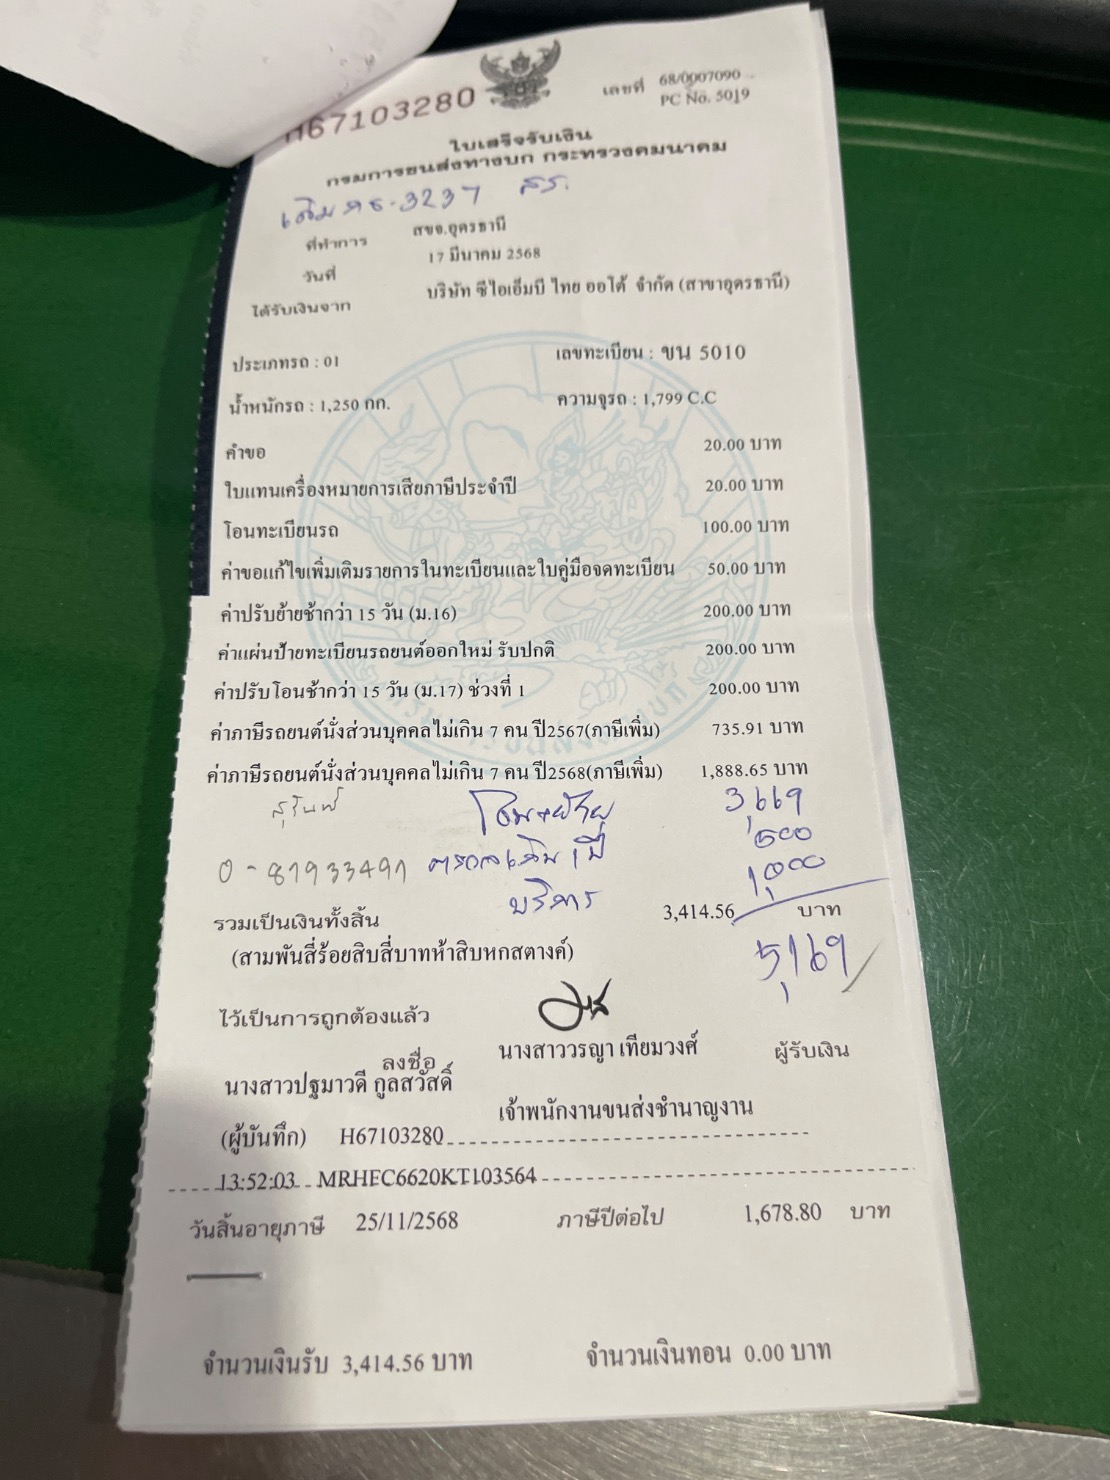 H67103280
เลขที่ 68/0007090
PC No. 5019
ใบเสร็จรับเงิน
กรมการขนส่งทางบก กระทรวงคมนาคม
เดิม กธ-3237 สร.
ที่ทำการ สขจ.อุดรธานี
วันที่ 17 มีนาคม 2568
ได้รับเงินจาก บริษัท ซีไอเอ็มบี ไทย ออโต้ จำกัด (สาขาอุดรธานี)
ประเภทรถ : 01 เลขทะเบียน : ขน 5010
น้ำหนักรถ : 1,250 กก. ความจุรถ : 1,799 C.C
คำขอ 20.00 บาท
ใบแทนเครื่องหมายการเสียภาษีประจำปี 20.00 บาท
โอนทะเบียนรถ 100.00 บาท
ค่าขอแก้ไขเพิ่มเติมรายการในทะเบียนและใบคู่มือจดทะเบียน 50.00 บาท
ค่าปรับย้ายช้ากว่า 15 วัน (ม.16) 200.00 บาท
ค่าแผ่นป้ายทะเบียนรถยนต์ออกใหม่ รับปกติ 200.00 บาท
ค่าปรับโอนช้ากว่า 15 วัน (ม.17) ช่วงที่ 1 200.00 บาท
ค่าภาษีรถยนต์นั่งส่วนบุคคลไม่เกิน 7 คน ปี2567(ภาษีเพิ่ม) 735.91 บาท
ค่าภาษีรถยนต์นั่งส่วนบุคคลไม่เกิน 7 คน ปี2568(ภาษีเพิ่ม) 1,888.65 บาท
สุรินทร์ โอน+ย้าย 3,669
0-81933491 500
บริการ 1,000
รวมเป็นเงินทั้งสิ้น 3,414.56 บาท
(สามพันสี่ร้อยสิบสี่บาทห้าสิบหกสตางค์) 5,169
ไว้เป็นการถูกต้องแล้ว
ลงชื่อ นางสาววรญา เทียมวงศ์ ผู้รับเงิน
นางสาวปฐมาวดี กูลสวัสดิ์
เจ้าพนักงานขนส่งชำนาญงาน
(ผู้บันทึก) H67103280
13:52:03 MRHFC6620KT103564
วันสิ้นอายุภาษี 25/11/2568 ภาษีปีต่อไป 1,678.80 บาท
จำนวนเงินรับ 3,414.56 บาท จำนวนเงินทอน 0.00 บาท